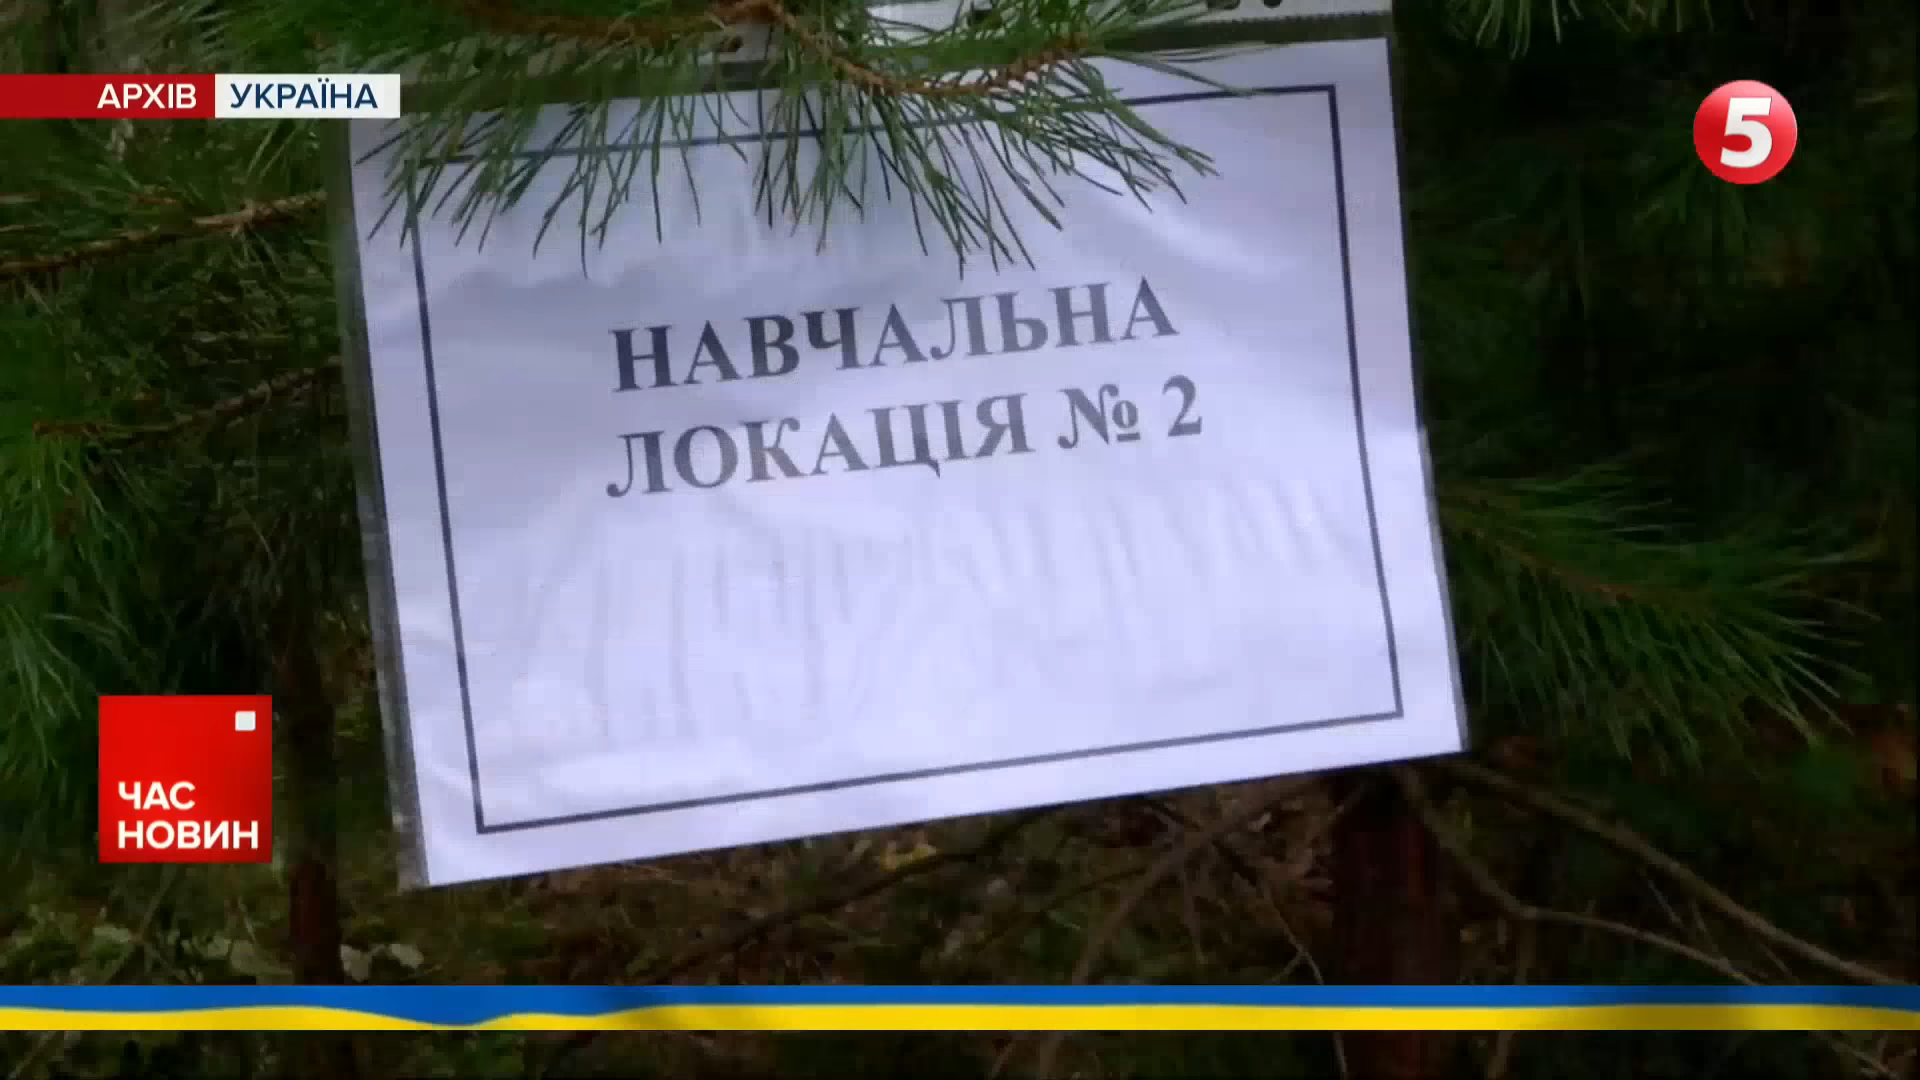 АРХІВ УКРАЇНА
5
НАВЧАЛЬНА
ЛОКАЦІЯ № 2
ЧАС
НОВИН